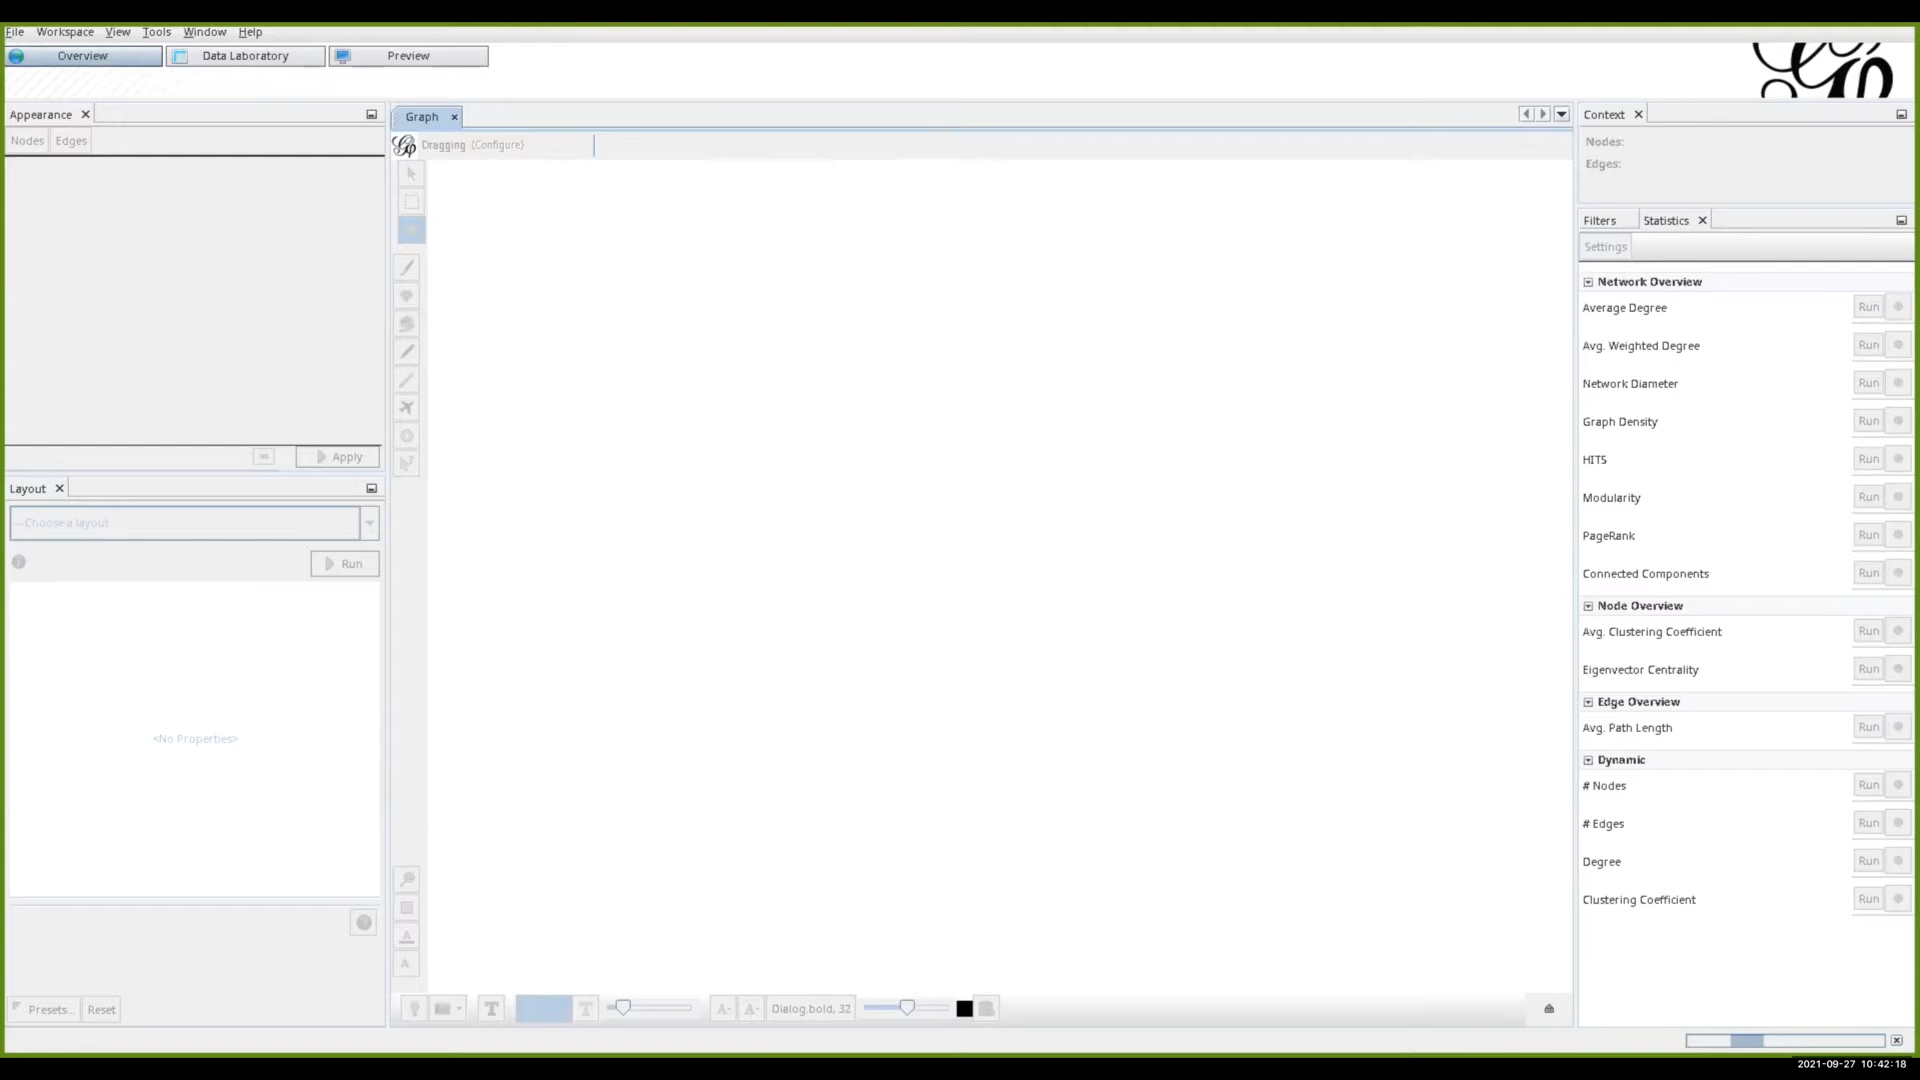 File Workspace View Tools Window Help
Overview Data Laboratory Preview
Appearance
Nodes Edges
Apply
Layout
---Choose a layout
Run
<No Properties>
Presets... Reset
Graph
Dragging (Configure)
Dialog.bold, 32
Context
Nodes:
Edges:
Filters Statistics
Settings
Network Overview
Average Degree Run
Avg. Weighted Degree Run
Network Diameter Run
Graph Density Run
HITS Run
Modularity Run
PageRank Run
Connected Components Run
Node Overview
Avg. Clustering Coefficient Run
Eigenvector Centrality Run
Edge Overview
Avg. Path Length Run
Dynamic
# Nodes Run
# Edges Run
Degree Run
Clustering Coefficient Run
2021-09-27 10:42:18